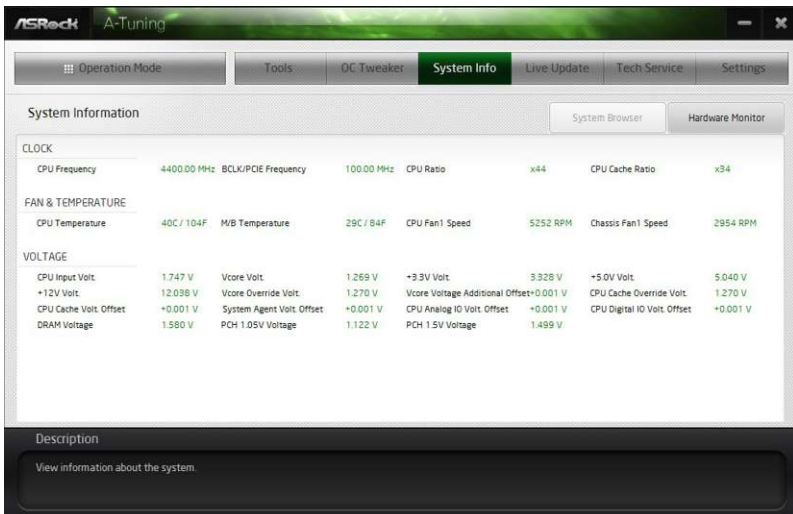 ASRock A-Tuning
Operation Mode Tools OC Tweaker System Info Live Update Tech Service Settings
System Information System Browser Hardware Monitor
CLOCK
CPU Frequency 4400.00 MHz BCLK/PCIE Frequency 100.00 MHz CPU Ratio x44 CPU Cache Ratio x34
FAN & TEMPERATURE
CPU Temperature 40C / 104F M/B Temperature 29C / 84F CPU Fan1 Speed 5252 RPM Chassis Fan1 Speed 2954 RPM
VOLTAGE
CPU Input Volt. 1.747 V Vcore Volt. 1.269 V +3.3V Volt. 3.328 V +5.0V Volt. 5.040 V
+12V Volt. 12.038 V Vcore Override Volt. 1.270 V Vcore Voltage Additional Offset +0.001 V CPU Cache Override Volt. 1.270 V
CPU Cache Volt. Offset +0.001 V System Agent Volt. Offset +0.001 V CPU Analog IO Volt. Offset +0.001 V CPU Digital IO Volt. Offset +0.001 V
DRAM Voltage 1.580 V PCH 1.05V Voltage 1.122 V PCH 1.5V Voltage 1.499 V
Description
View information about the system.